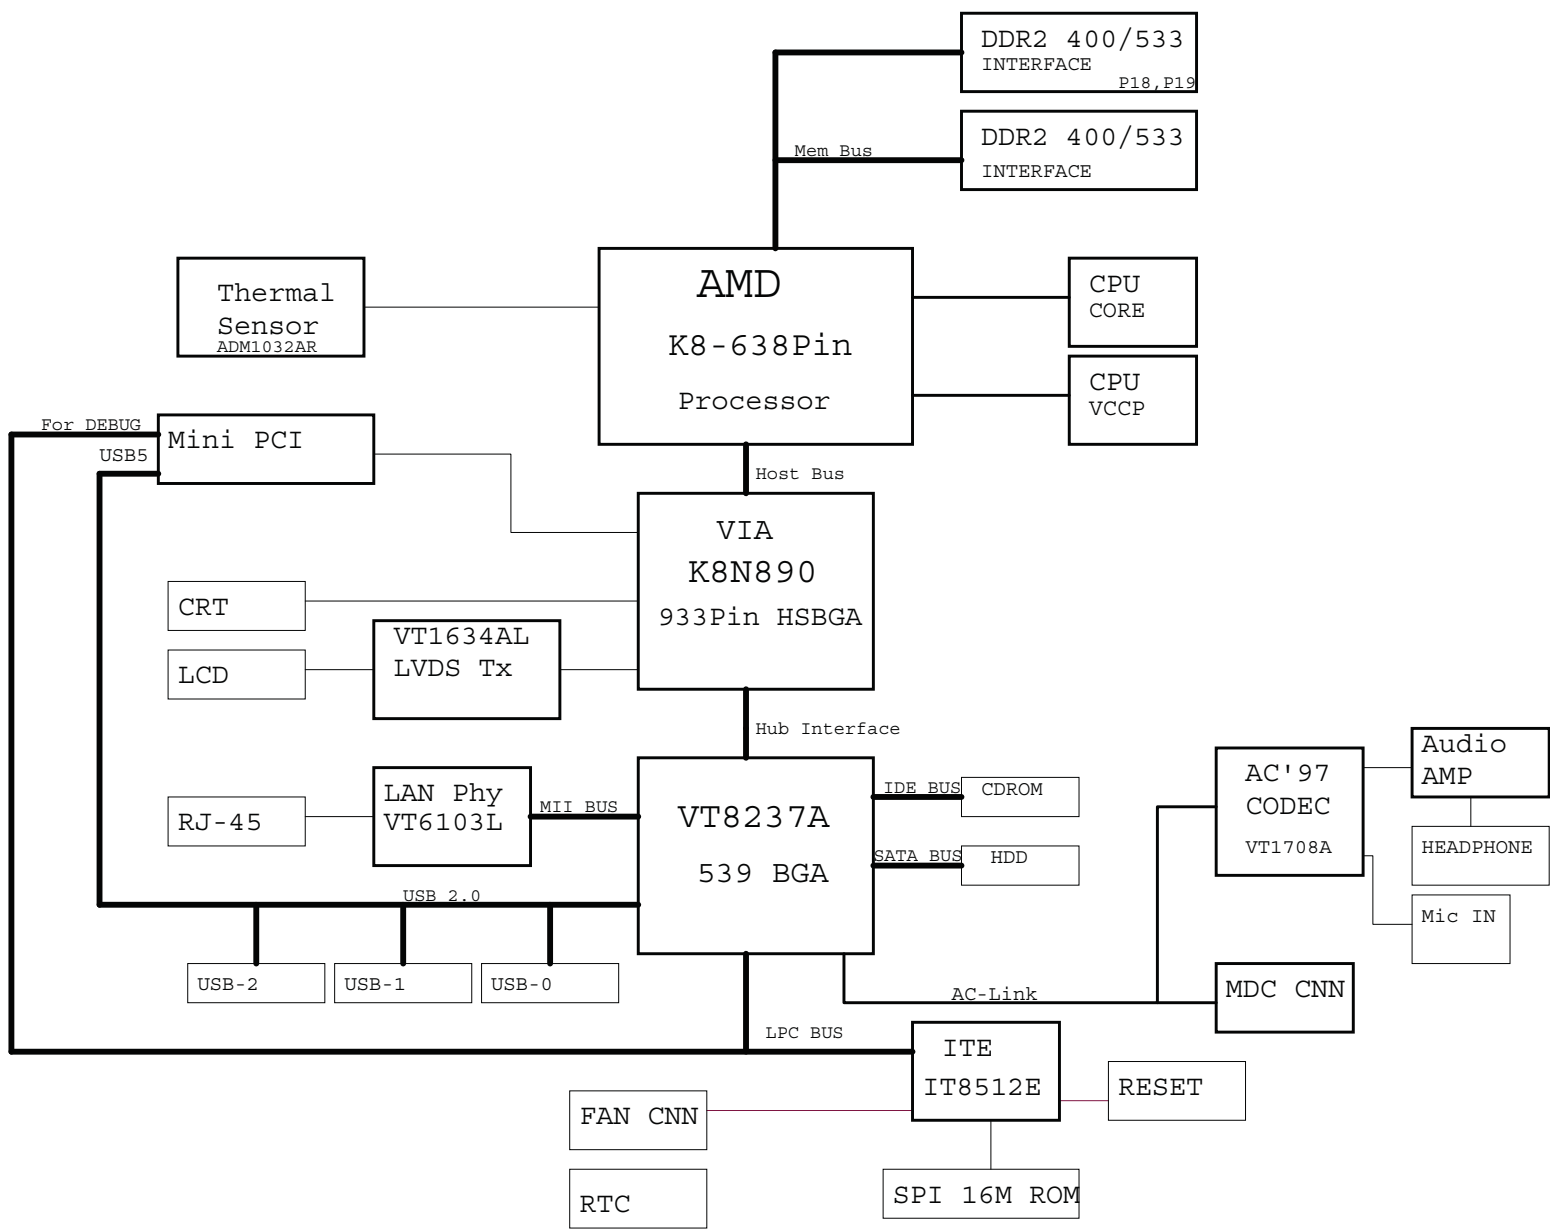 DDR2 400/533
INTERFACE
P18,P19
DDR2 400/533
INTERFACE
Mem Bus
Thermal
Sensor
ADM1032AR
AMD
K8-638Pin
Processor
CPU
CORE
CPU
VCCP
For DEBUG
USB5
Mini PCI
Host Bus
VIA
K8N890
933Pin HSBGA
CRT
VT1634AL
LVDS Tx
LCD
Hub Interface
LAN Phy
VT6103L
MII BUS
RJ-45
VT8237A
539 BGA
IDE BUS
CDROM
SATA BUS
HDD
AC'97
CODEC
VT1708A
Audio
AMP
HEADPHONE
Mic IN
USB 2.0
USB-2
USB-1
USB-0
AC-Link
MDC CNN
LPC BUS
ITE
IT8512E
RESET
FAN CNN
RTC
SPI 16M ROM